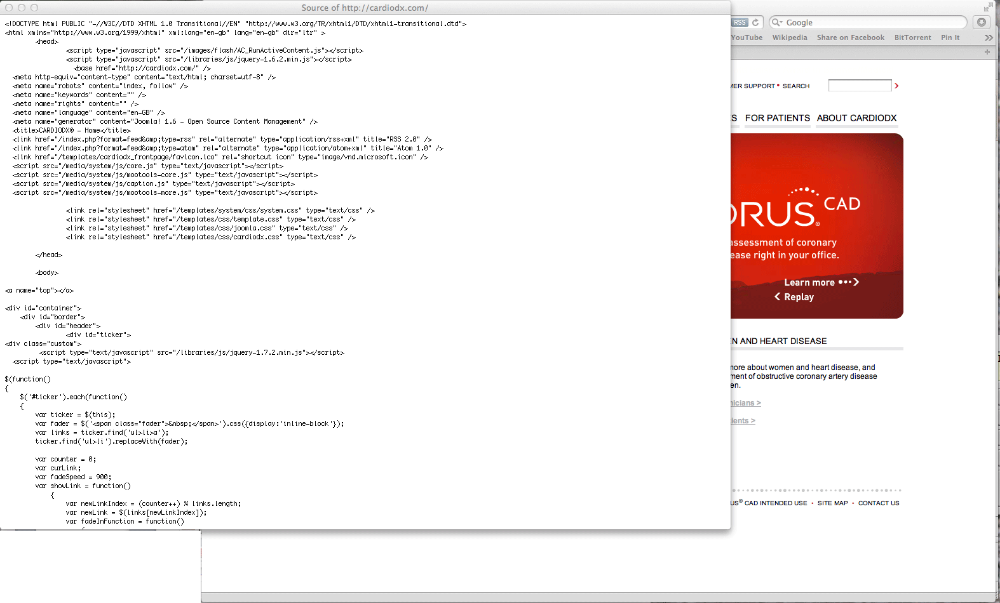 Source of http://cardiodx.com/
<!DOCTYPE html PUBLIC "-//W3C//DTD XHTML 1.0 Transitional//EN" "http://www.w3.org/TR/xhtml1/DTD/xhtml1-transitional.dtd">
<html xmlns="http://www.w3.org/1999/xhtml" xml:lang="en-gb" lang="en-gb" dir="ltr" >
<head>
<script type="javascript" src="/images/flash/AC_RunActiveContent.js"></script>
<script type="javascript" src="/libraries/js/jquery-1.6.2.min.js"></script>
<base href="http://cardiodx.com/" />
<meta http-equiv="content-type" content="text/html; charset=utf-8" />
<meta name="robots" content="index, follow" />
<meta name="keywords" content="" />
<meta name="rights" content="" />
<meta name="language" content="en-GB" />
<meta name="generator" content="Joomla! 1.6 - Open Source Content Management" />
<title>CARDIODX® - Home</title>
<link href="/index.php?format=feed&amp;type=rss" rel="alternate" type="application/rss+xml" title="RSS 2.0" />
<link href="/index.php?format=feed&amp;type=atom" rel="alternate" type="application/atom+xml" title="Atom 1.0" />
<link href="/templates/cardiodx_frontpage/favicon.ico" rel="shortcut icon" type="image/vnd.microsoft.icon" />
<script src="/media/system/js/core.js" type="text/javascript"></script>
<script src="/media/system/js/mootools-core.js" type="text/javascript"></script>
<script src="/media/system/js/caption.js" type="text/javascript"></script>
<script src="/media/system/js/mootools-more.js" type="text/javascript"></script>
<link rel="stylesheet" href="/templates/system/css/system.css" type="text/css" />
<link rel="stylesheet" href="/templates/css/template.css" type="text/css" />
<link rel="stylesheet" href="/templates/css/joomla.css" type="text/css" />
<link rel="stylesheet" href="/templates/css/cardiodx.css" type="text/css" />
</head>
<body>
<a name="top"></a>
<div id="container">
<div id="border">
<div id="header">
<div id="ticker">
<div class="custom">
<script type="text/javascript" src="/libraries/js/jquery-1.7.2.min.js"></script>
<script type="text/javascript">
$(function()
{
$('#ticker').each(function()
{
var ticker = $(this);
var fader = $('<span class="fader">&nbsp;</span>').css({display:'inline-block'});
var links = ticker.find('ul>li>a');
ticker.find('ul>li').replaceWith(fader);
var counter = 0;
var curLink;
var fadeSpeed = 900;
var showLink = function()
{
var newLinkIndex = (counter++) % links.length;
var newLink = $(links[newLinkIndex]);
var fadeInFunction = function()
RSS
Google
YouTube Wikipedia Share on Facebook BitTorrent Pin It
MER SUPPORT • SEARCH
S FOR PATIENTS ABOUT CARDIODX
ORUS® CAD
assessment of coronary
ease right in your office.
Learn more
Replay
N AND HEART DISEASE
more about women and heart disease, and
ment of obstructive coronary artery disease
en.
nicians >
ients >
US® CAD INTENDED USE • SITE MAP • CONTACT US